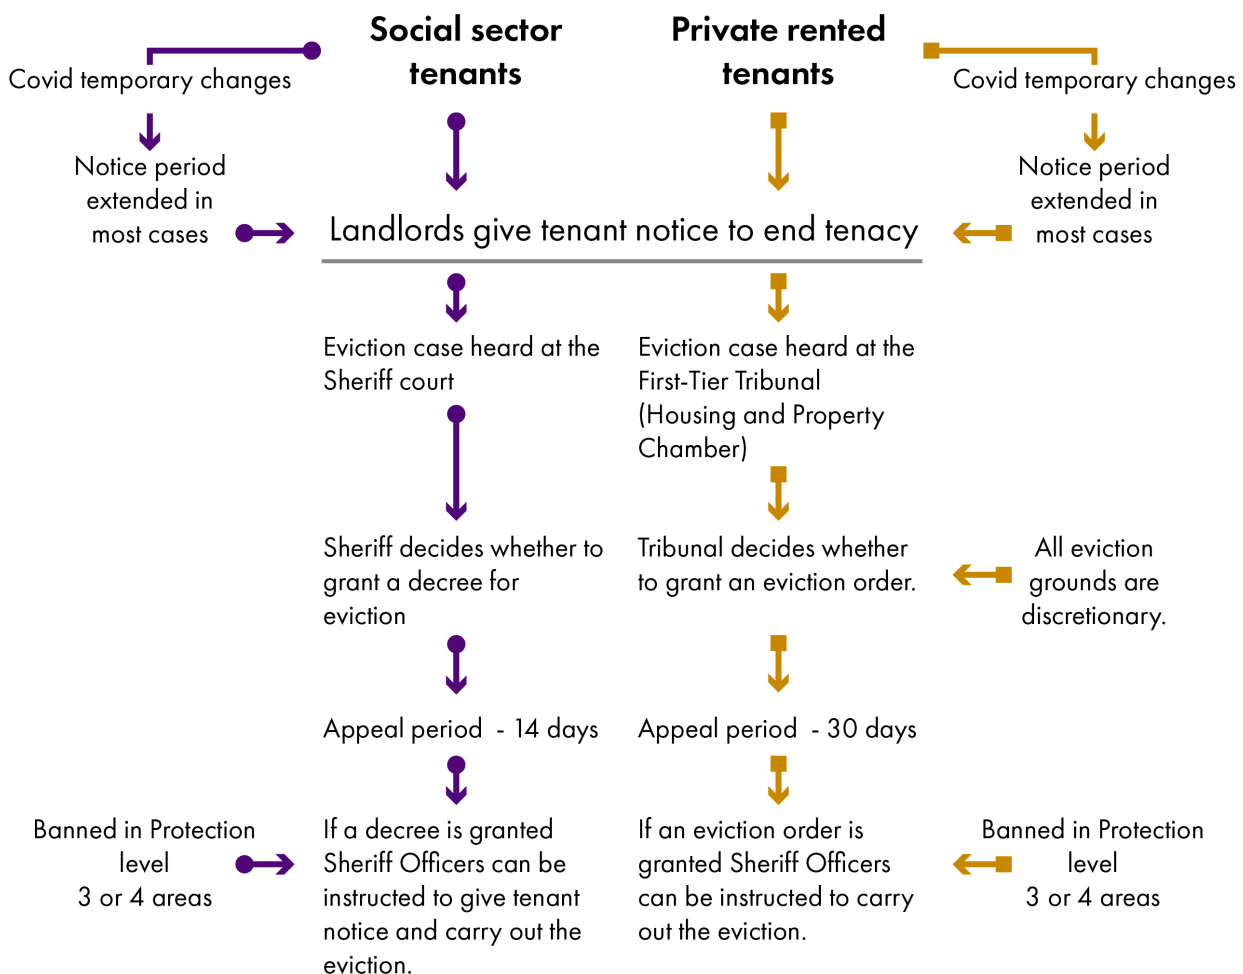 Social sector
tenants
Private rented
tenants
Covid temporary changes
Covid temporary changes
Notice period
extended in
most cases
Notice period
extended in
most cases
Landlords give tenant notice to end tenacy
Eviction case heard at the
Sheriff court
Eviction case heard at the
First-Tier Tribunal
(Housing and Property
Chamber)
Sheriff decides whether to
grant a decree for
eviction
Tribunal decides whether
to grant an eviction order.
All eviction
grounds are
discretionary.
Appeal period - 14 days
Appeal period - 30 days
Banned in Protection
level
3 or 4 areas
If a decree is granted
Sheriff Officers can be
instructed to give tenant
notice and carry out the
eviction.
If an eviction order is
granted Sheriff Officers
can be instructed to carry
out the eviction.
Banned in Protection
level
3 or 4 areas